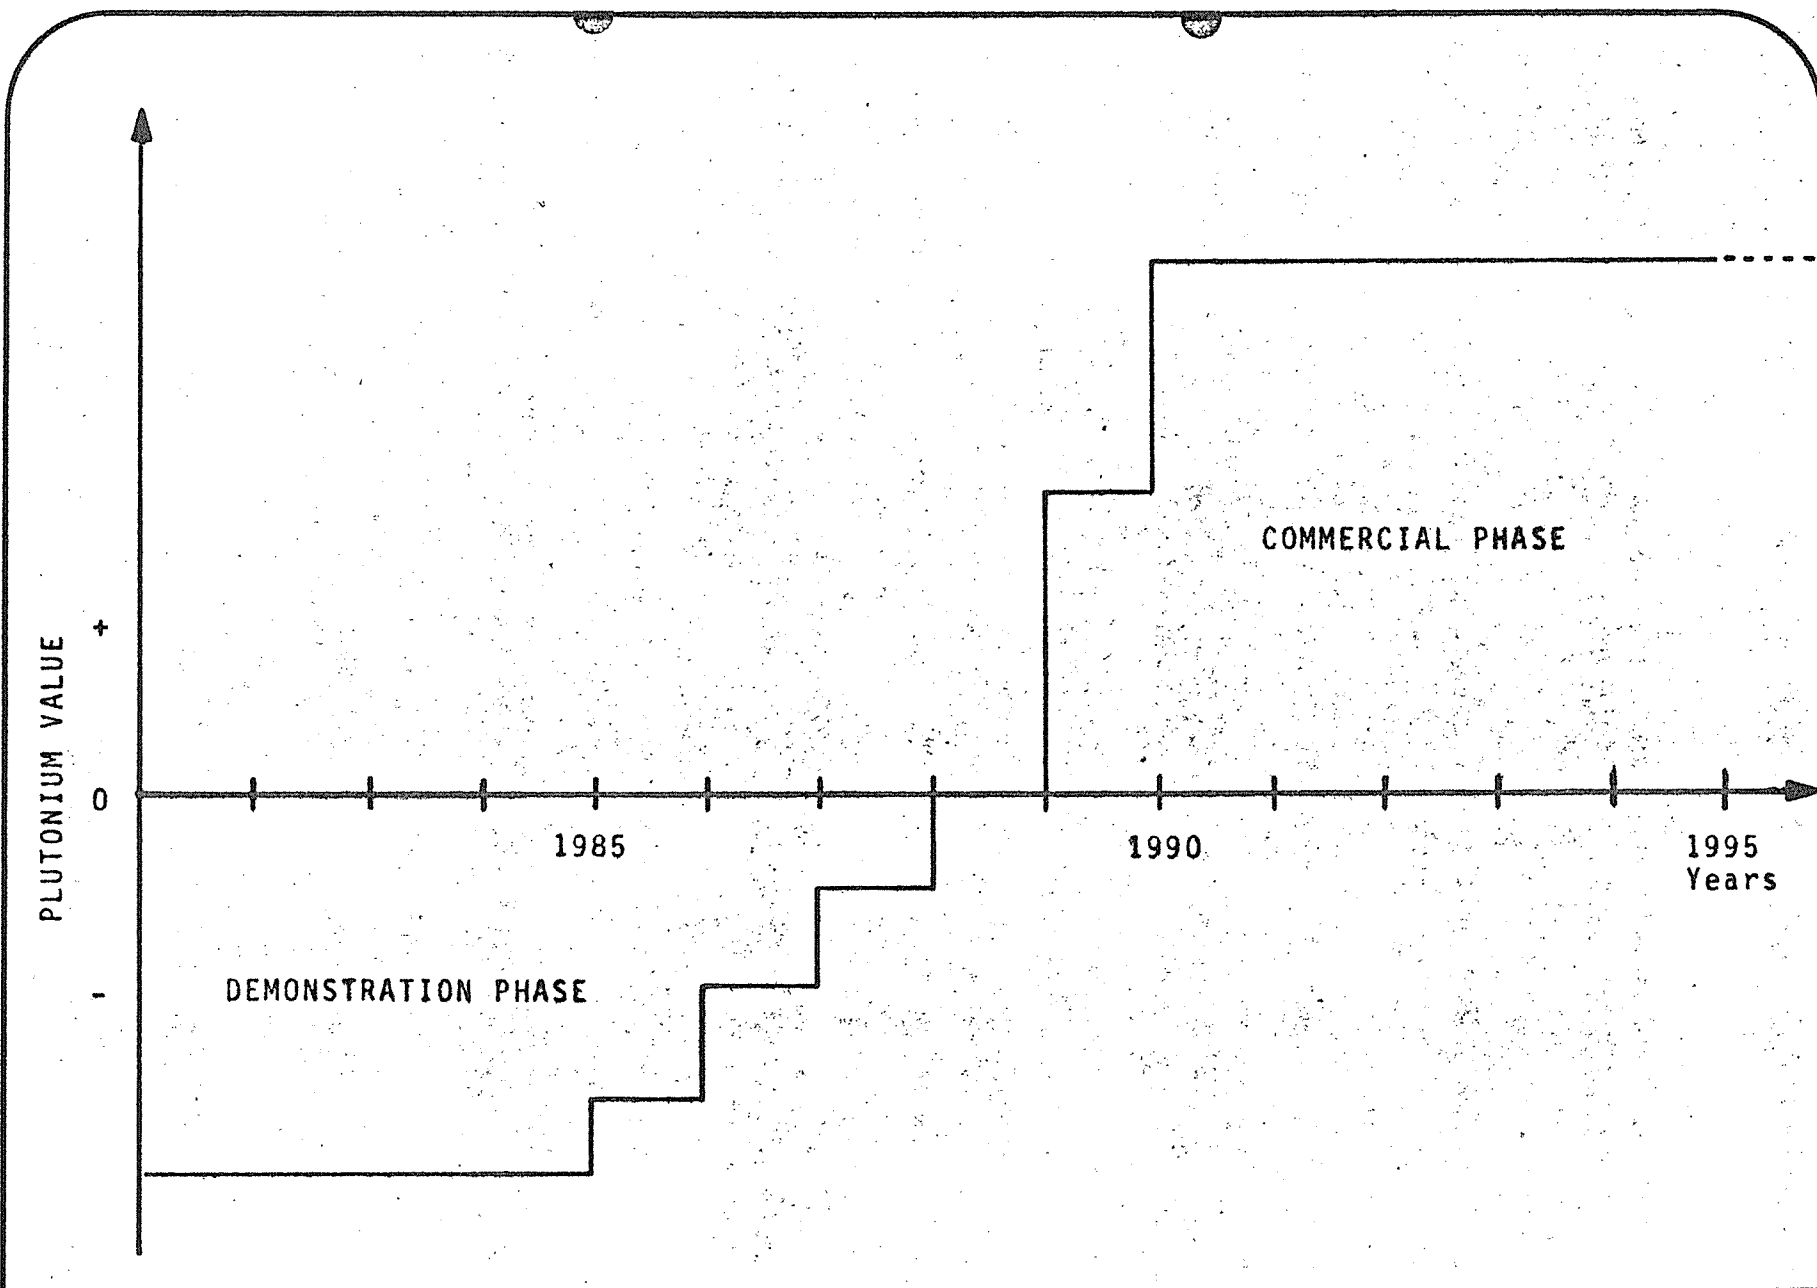 PLUTONIUM VALUE
+
0
-
1985
1990
1995
Years
COMMERCIAL PHASE
DEMONSTRATION PHASE